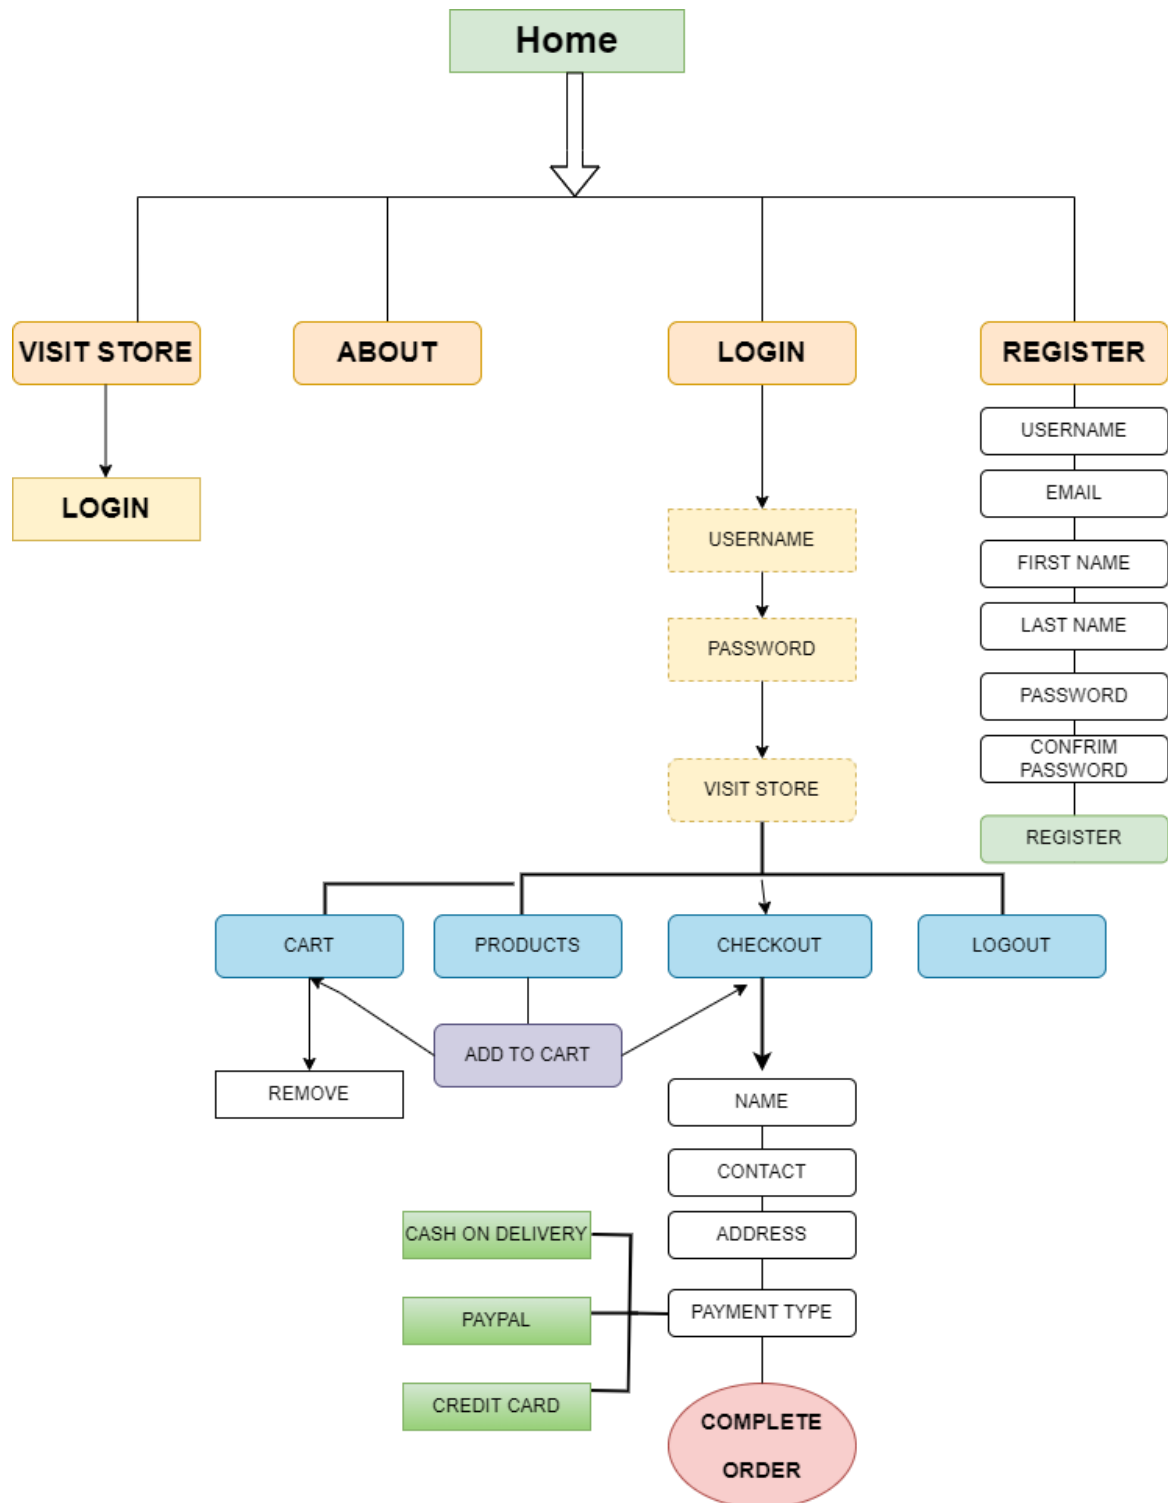 Home
VISIT STORE
ABOUT
LOGIN
REGISTER
USERNAME
EMAIL
LOGIN
USERNAME
FIRST NAME
LAST NAME
PASSWORD
PASSWORD
CONFRIM
PASSWORD
VISIT STORE
REGISTER
CART
PRODUCTS
CHECKOUT
LOGOUT
ADD TO CART
REMOVE
NAME
CONTACT
CASH ON DELIVERY
ADDRESS
PAYPAL
PAYMENT TYPE
CREDIT CARD
COMPLETE
ORDER